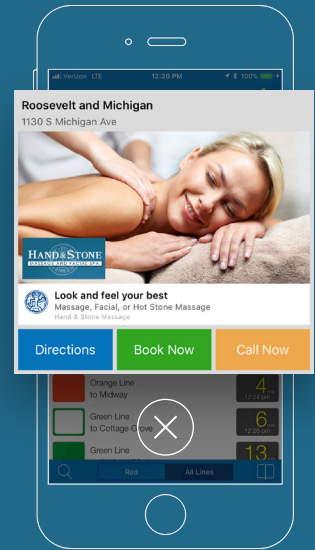 Verizon LTE 12:20 PM 100%
Roosevelt and Michigan
1130 S Michigan Ave
HAND & STONE
MASSAGE AND FACIAL SPA
Look and feel your best
Massage, Facial, or Hot Stone Massage
Hand & Stone Massage
Directions Book Now Call Now
Orange Line
to Midway
4 min
12:24 pm
Green Line
to Cottage Grove
6 min
12:26 pm
Green Line
13
Red All Lines